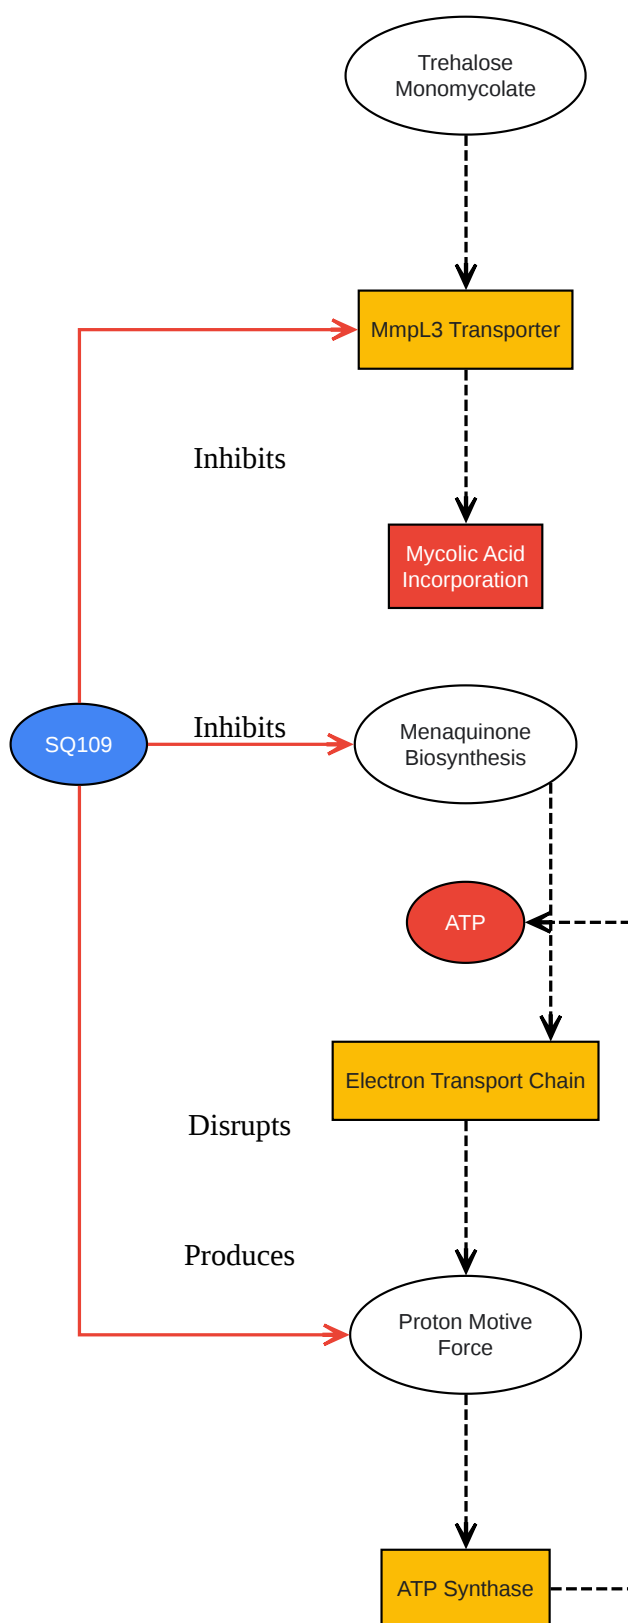 Trehalose
Monomycolate
MmpL3 Transporter
Inhibits
Mycolic Acid
Incorporation
SQ109
Inhibits
Menaquinone
Biosynthesis
ATP
Electron Transport Chain
Disrupts
Produces
Proton Motive
Force
ATP Synthase